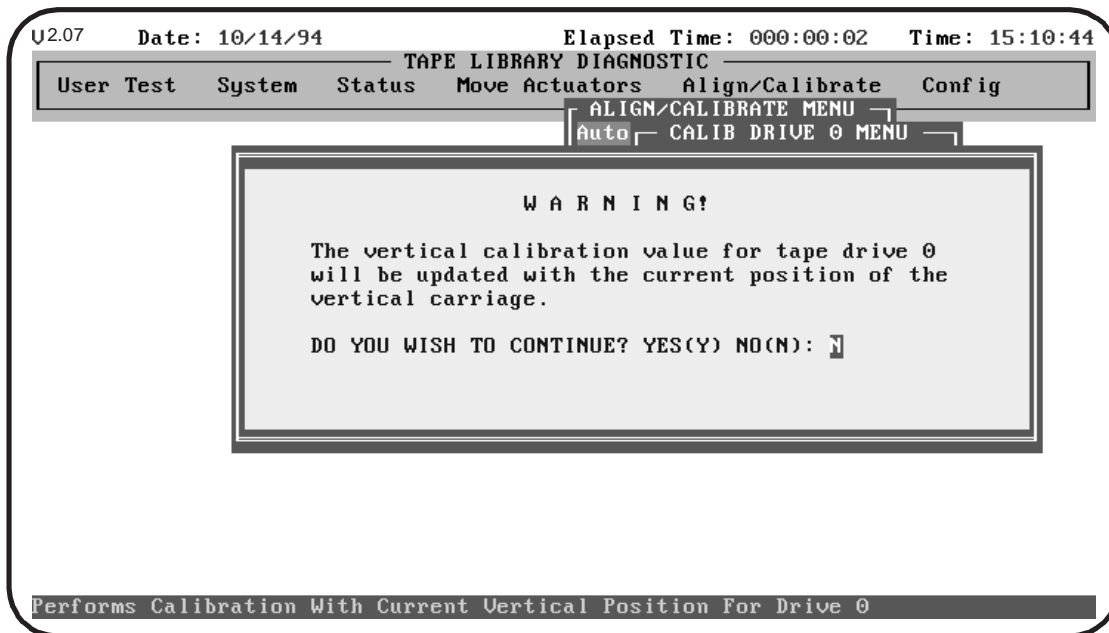 V2.07 Date: 10/14/94 Elapsed Time: 000:00:02 Time: 15:10:44
TAPE LIBRARY DIAGNOSTIC
User Test System Status Move Actuators Align/Calibrate Config
ALIGN/CALIBRATE MENU
Auto CALIB DRIVE 0 MENU
W A R N I N G!
The vertical calibration value for tape drive 0
will be updated with the current position of the
vertical carriage.
DO YOU WISH TO CONTINUE? YES(Y) NO(N): N
Performs Calibration With Current Vertical Position For Drive 0